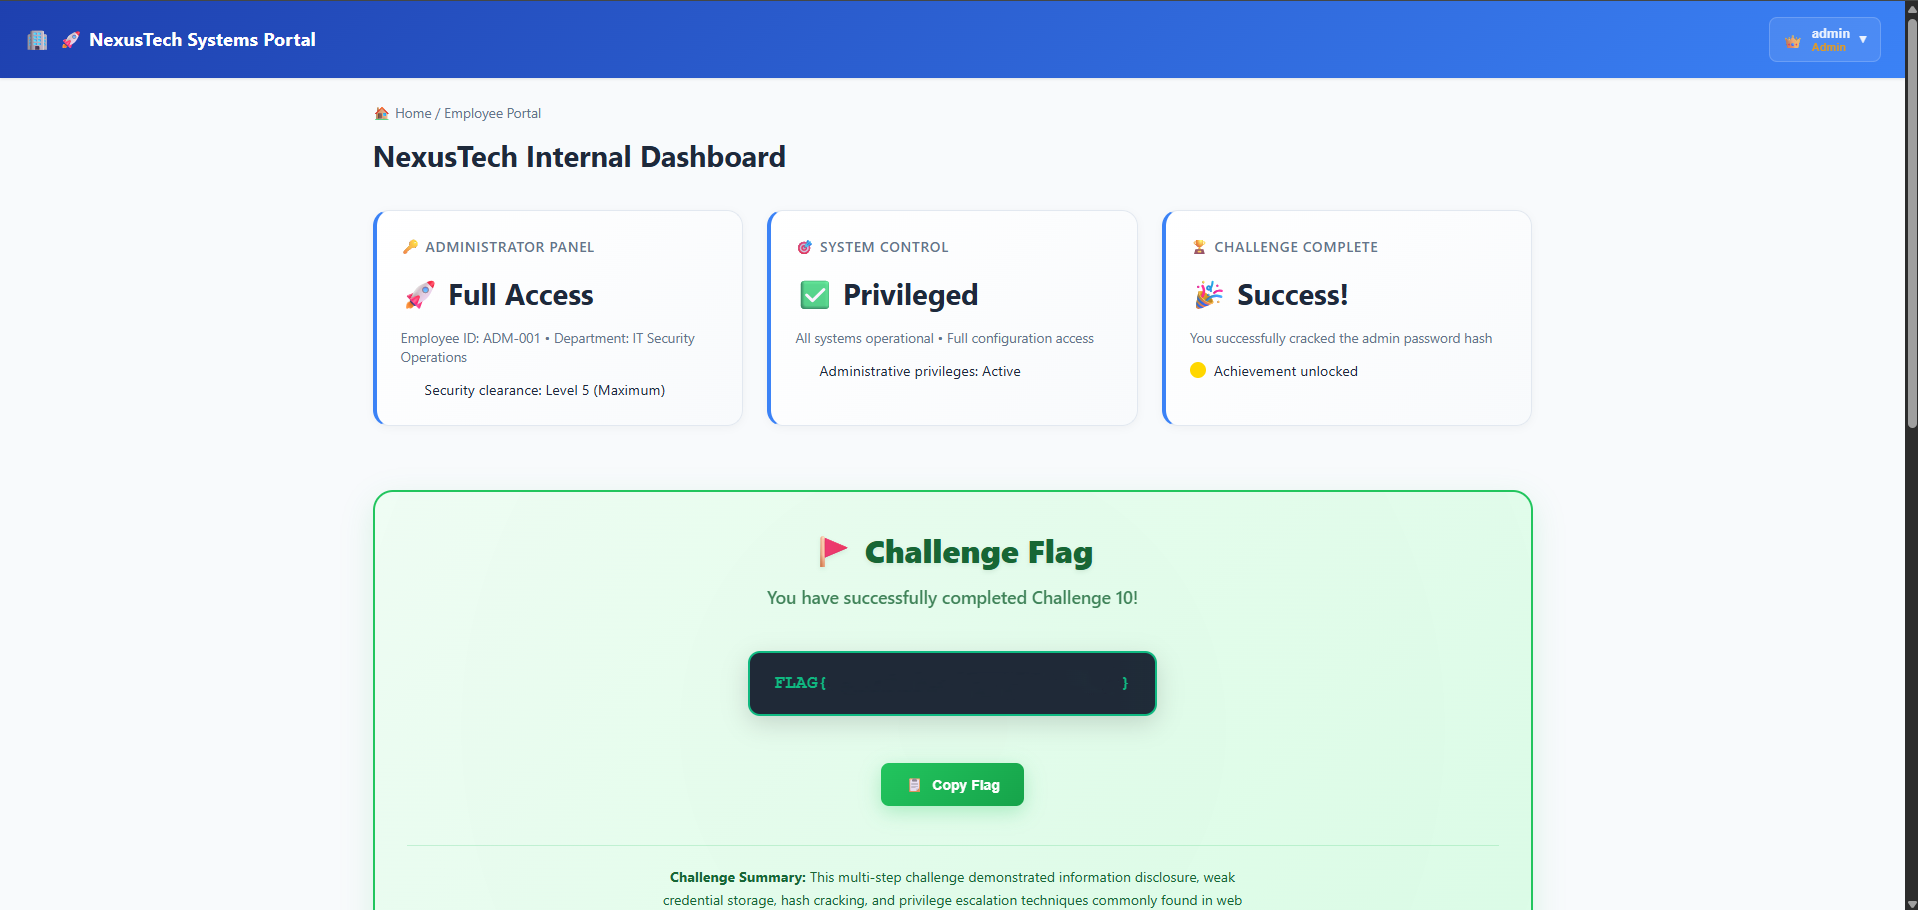 NexusTech Systems Portal
admin
Admin
Home / Employee Portal
NexusTech Internal Dashboard
ADMINISTRATOR PANEL
Full Access
Employee ID: ADM-001 • Department: IT Security
Operations
Security clearance: Level 5 (Maximum)
SYSTEM CONTROL
Privileged
All systems operational • Full configuration access
Administrative privileges: Active
CHALLENGE COMPLETE
Success!
You successfully cracked the admin password hash
Achievement unlocked
Challenge Flag
You have successfully completed Challenge 10!
FLAG{ }
Copy Flag
Challenge Summary: This multi-step challenge demonstrated information disclosure, weak
credential storage, hash cracking, and privilege escalation techniques commonly found in web